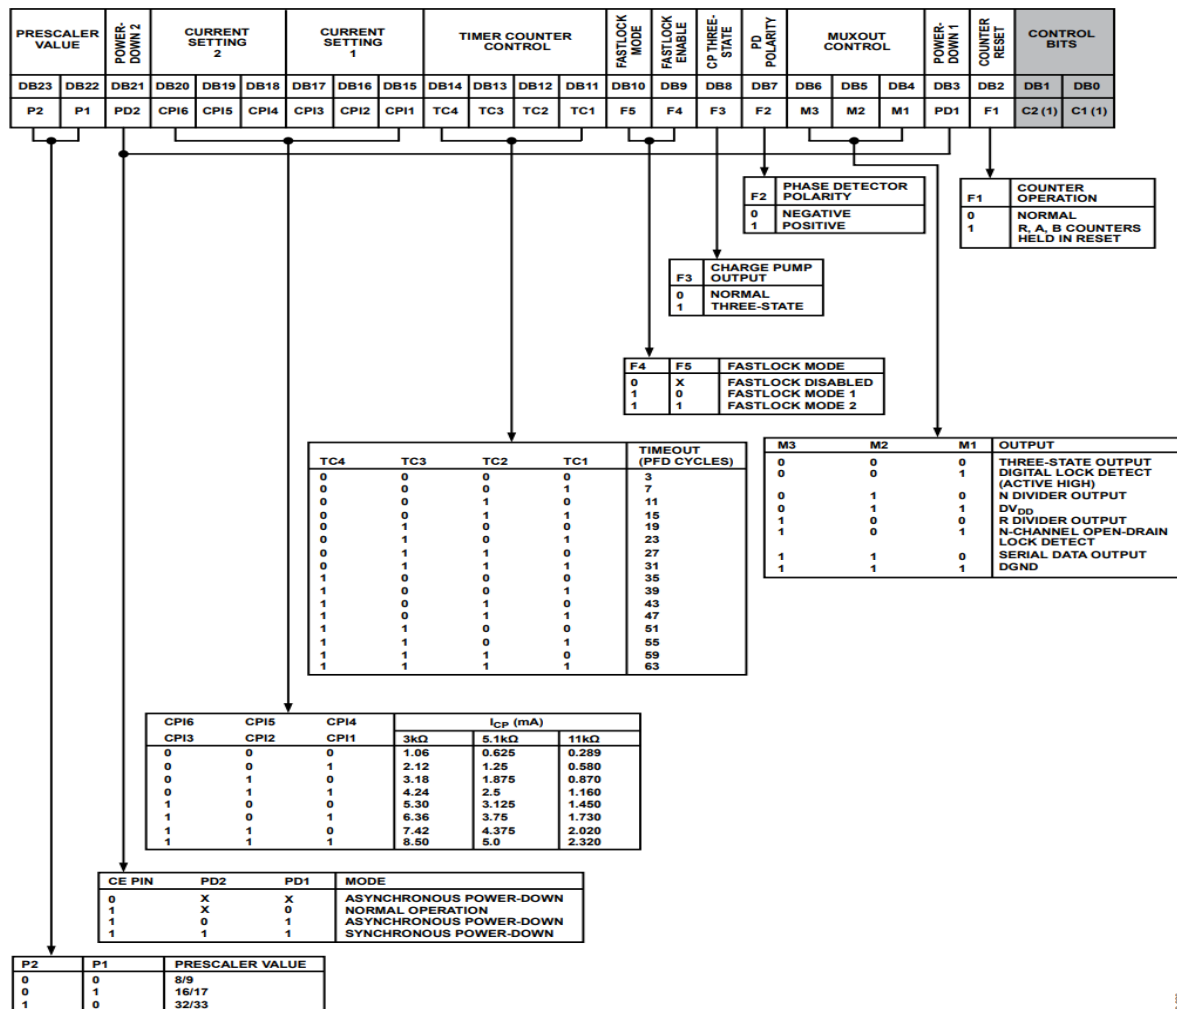 PRESCALER VALUE POWER-DOWN 2 CURRENT SETTING 2 CURRENT SETTING 1 TIMER COUNTER CONTROL FASTLOCK MODE FASTLOCK ENABLE CP THREE-STATE PD POLARITY MUXOUT CONTROL POWER-DOWN 1 COUNTER RESET CONTROL BITS
DB23 DB22 DB21 DB20 DB19 DB18 DB17 DB16 DB15 DB14 DB13 DB12 DB11 DB10 DB9 DB8 DB7 DB6 DB5 DB4 DB3 DB2 DB1 DB0
P2 P1 PD2 CPI6 CPI5 CPI4 CPI3 CPI2 CPI1 TC4 TC3 TC2 TC1 F5 F4 F3 F2 M3 M2 M1 PD1 F1 C2 (1) C1 (1)
F2 PHASE DETECTOR POLARITY
0 NEGATIVE
1 POSITIVE
F1 COUNTER OPERATION
0 NORMAL
1 R, A, B COUNTERS
HELD IN RESET
F3 CHARGE PUMP OUTPUT
0 NORMAL
1 THREE-STATE
F4 F5 FASTLOCK MODE
0 X FASTLOCK DISABLED
1 0 FASTLOCK MODE 1
1 1 FASTLOCK MODE 2
TC4 TC3 TC2 TC1 TIMEOUT (PFD CYCLES)
0 0 0 0 3
0 0 0 1 7
0 0 1 0 11
0 0 1 1 15
0 1 0 0 19
0 1 0 1 23
0 1 1 0 27
0 1 1 1 31
1 0 0 0 35
1 0 0 1 39
1 0 1 0 43
1 0 1 1 47
1 1 0 0 51
1 1 0 1 55
1 1 1 0 59
1 1 1 1 63
M3 M2 M1 OUTPUT
0 0 0 THREE-STATE OUTPUT
0 0 1 DIGITAL LOCK DETECT
(ACTIVE HIGH)
0 1 0 N DIVIDER OUTPUT
0 1 1 DVDD
1 0 0 R DIVIDER OUTPUT
1 0 1 N-CHANNEL OPEN-DRAIN
LOCK DETECT
1 1 0 SERIAL DATA OUTPUT
1 1 1 DGND
CPI6 CPI5 CPI4 ICP (mA)
CPI3 CPI2 CPI1 3kΩ 5.1kΩ 11kΩ
0 0 0 1.06 0.625 0.289
0 0 1 2.12 1.25 0.580
0 1 0 3.18 1.875 0.870
0 1 1 4.24 2.5 1.160
1 0 0 5.30 3.125 1.450
1 0 1 6.36 3.75 1.730
1 1 0 7.42 4.375 2.020
1 1 1 8.50 5.0 2.320
CE PIN PD2 PD1 MODE
0 X X ASYNCHRONOUS POWER-DOWN
1 X 0 NORMAL OPERATION
1 0 1 ASYNCHRONOUS POWER-DOWN
1 1 1 SYNCHRONOUS POWER-DOWN
P2 P1 PRESCALER VALUE
0 0 8/9
0 1 16/17
1 0 32/33